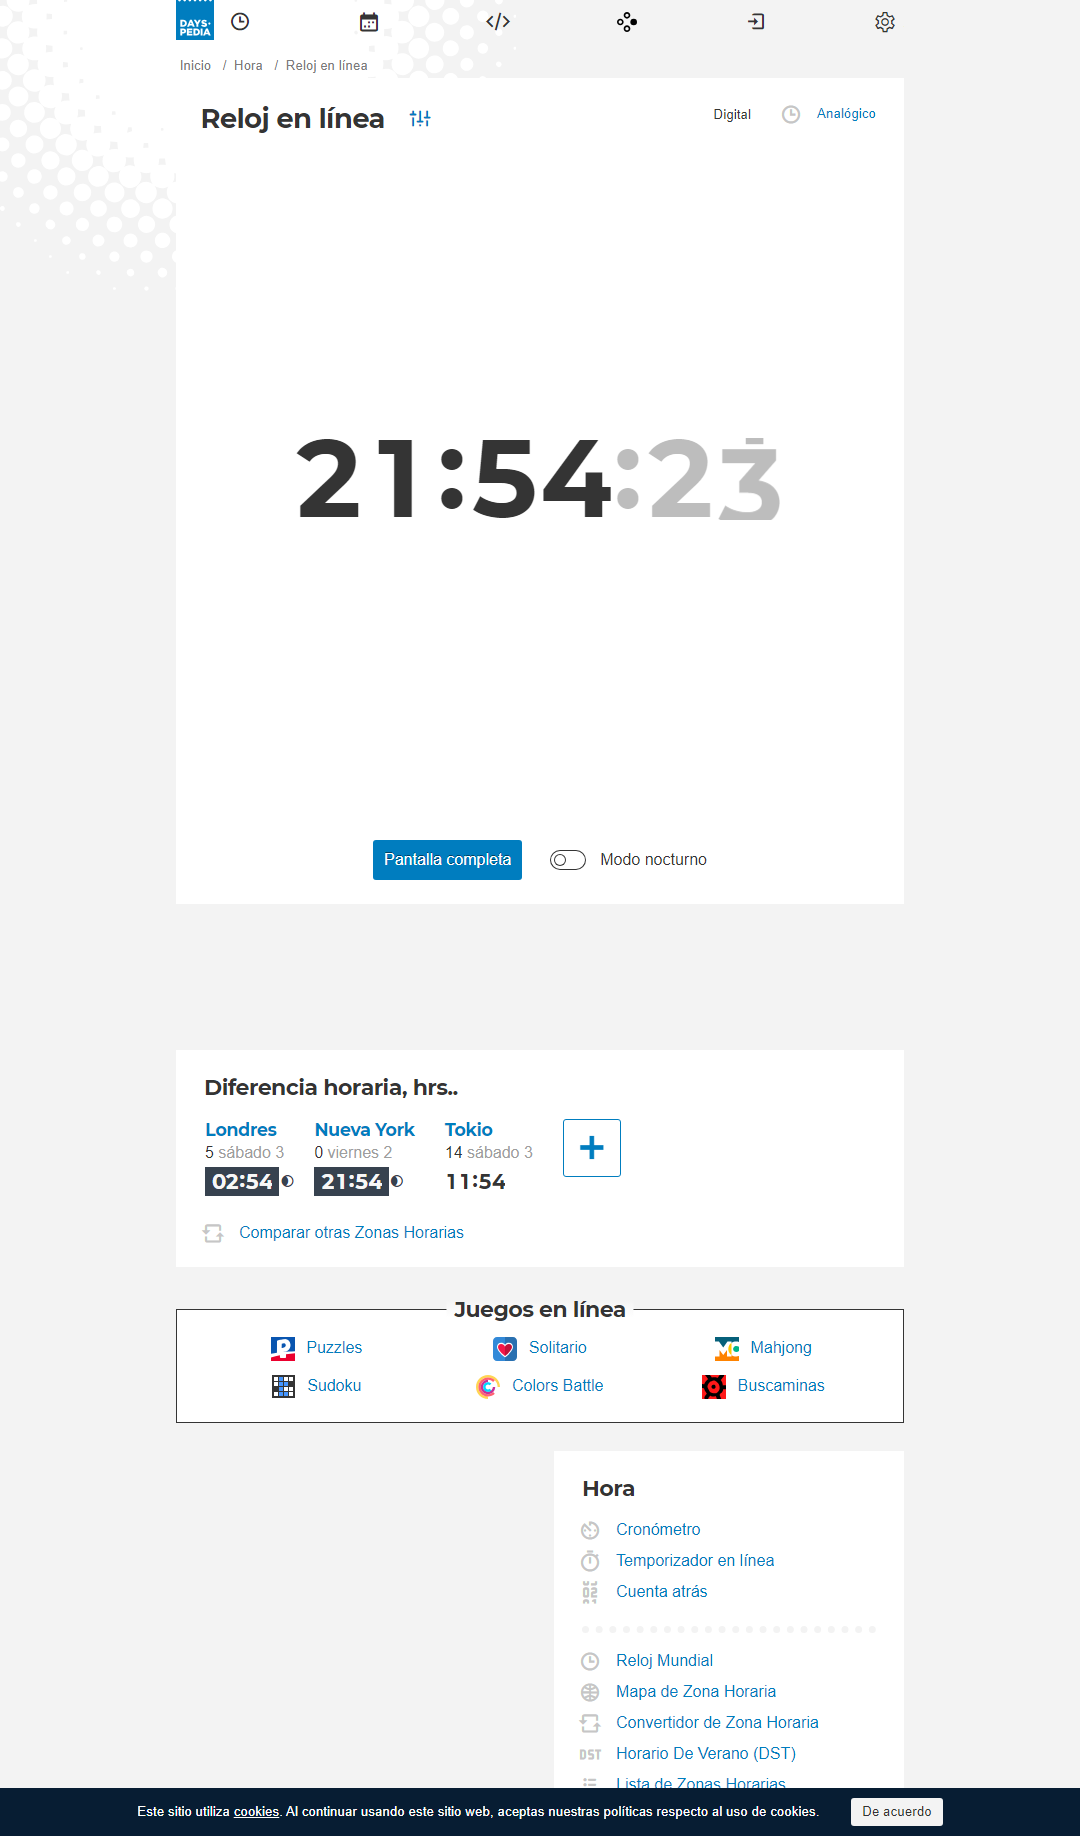 DAYS-
PEDIA
Inicio / Hora / Reloj en línea
Reloj en línea
Digital
Analógico
21:54:23
Pantalla completa
Modo nocturno
Diferencia horaria, hrs..
Londres
5 sábado 3
02:54
Nueva York
0 viernes 2
21:54
Tokio
14 sábado 3
11:54
Comparar otras Zonas Horarias
Juegos en línea
Puzzles
Solitario
Mahjong
Sudoku
Colors Battle
Buscaminas
Hora
Cronómetro
Temporizador en línea
Cuenta atrás
Reloj Mundial
Mapa de Zona Horaria
Convertidor de Zona Horaria
DST Horario De Verano (DST)
Lista de Zonas Horarias
Este sitio utiliza cookies. Al continuar usando este sitio web, aceptas nuestras políticas respecto al uso de cookies.
De acuerdo